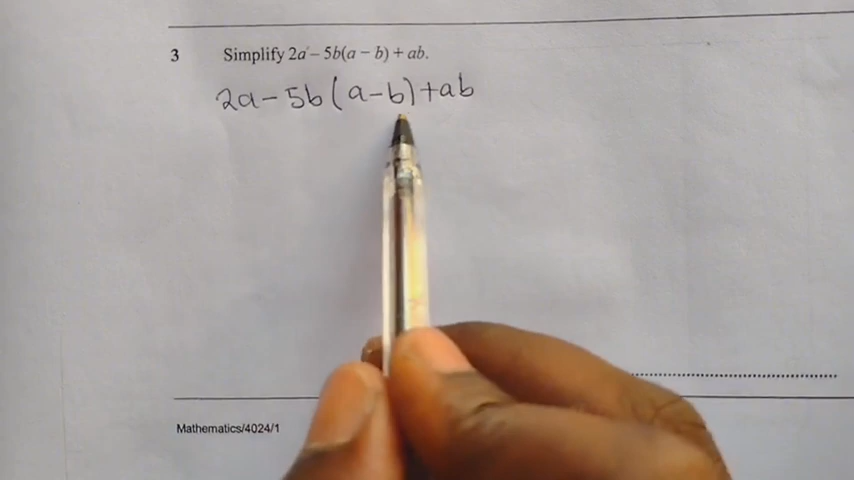 3 Simplify 2a – 5b(a – b) + ab.
2a – 5b(a – b) + ab
Mathematics/4024/1